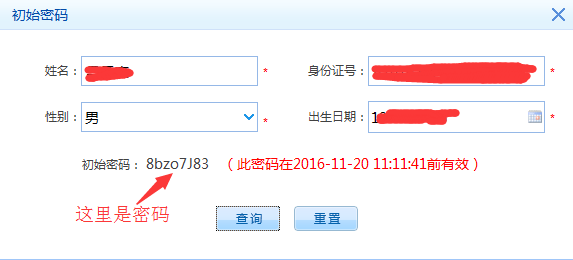 初始密码
姓名： * 身份证号： *
性别： 男 * 出生日期： *
初始密码： 8bzo7J83 （此密码在2016-11-20 11:11:41前有效）
这里是密码
查询 重置